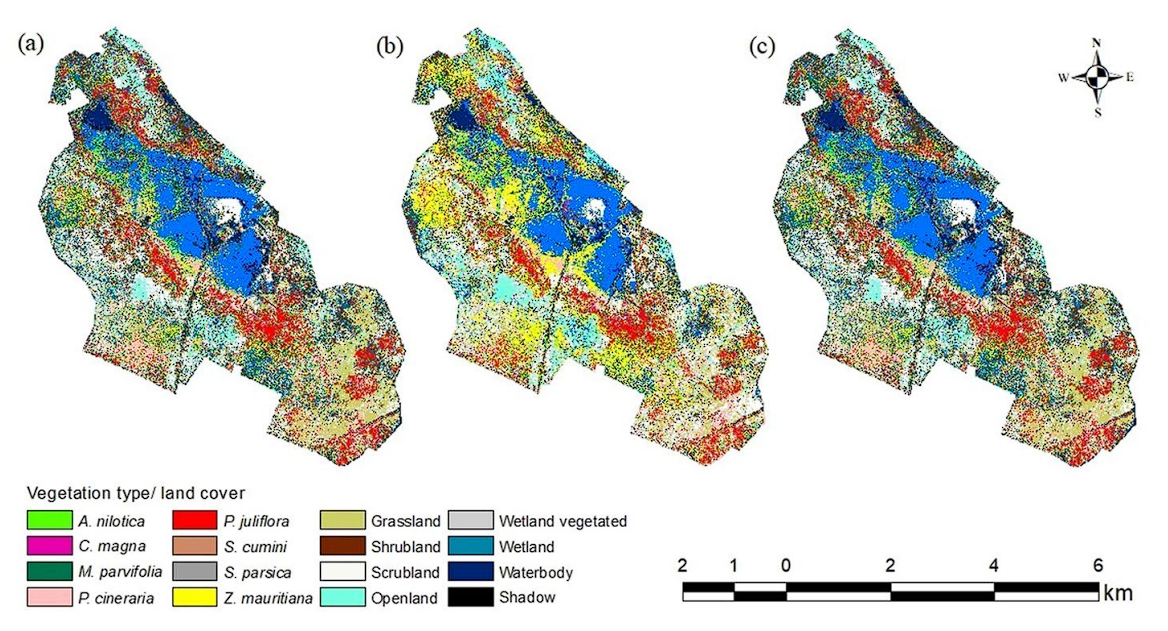 (a) (b) (c)
N
W E
S
Vegetation type/ land cover
A. nilotica P. juliflora Grassland Wetland vegetated
C. magna S. cumini Shrubland Wetland
M. parvifolia S. parsica Scrubland Waterbody
P. cineraria Z. mauritiana Openland Shadow
2 1 0 2 4 6
km